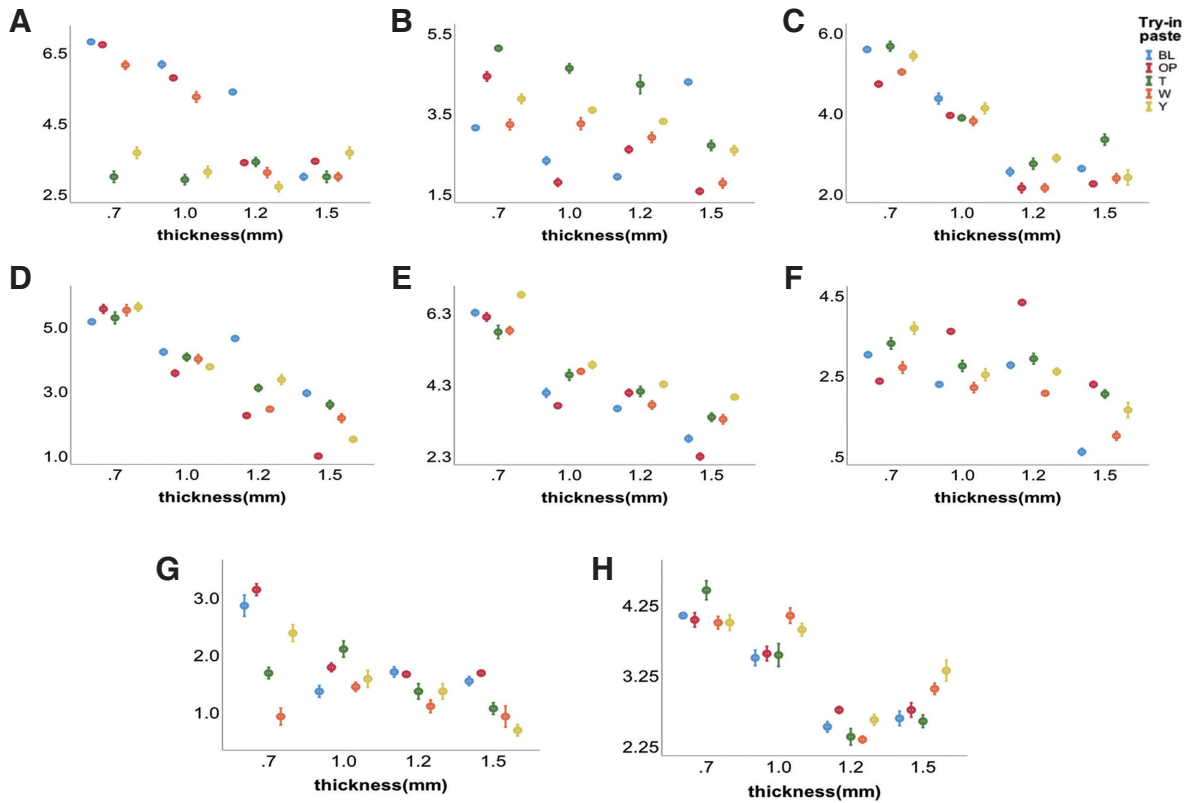 A
6.5
4.5
2.5
.7 1.0 1.2 1.5
thickness(mm)
B
5.5
3.5
1.5
.7 1.0 1.2 1.5
thickness(mm)
C
6.0
4.0
2.0
.7 1.0 1.2 1.5
thickness(mm)
Try-in
paste
BL
OP
T
W
Y
D
5.0
3.0
1.0
.7 1.0 1.2 1.5
thickness(mm)
E
6.3
4.3
2.3
.7 1.0 1.2 1.5
thickness(mm)
F
4.5
2.5
.5
.7 1.0 1.2 1.5
thickness(mm)
G
3.0
2.0
1.0
.7 1.0 1.2 1.5
thickness(mm)
H
4.25
3.25
2.25
.7 1.0 1.2 1.5
thickness(mm)